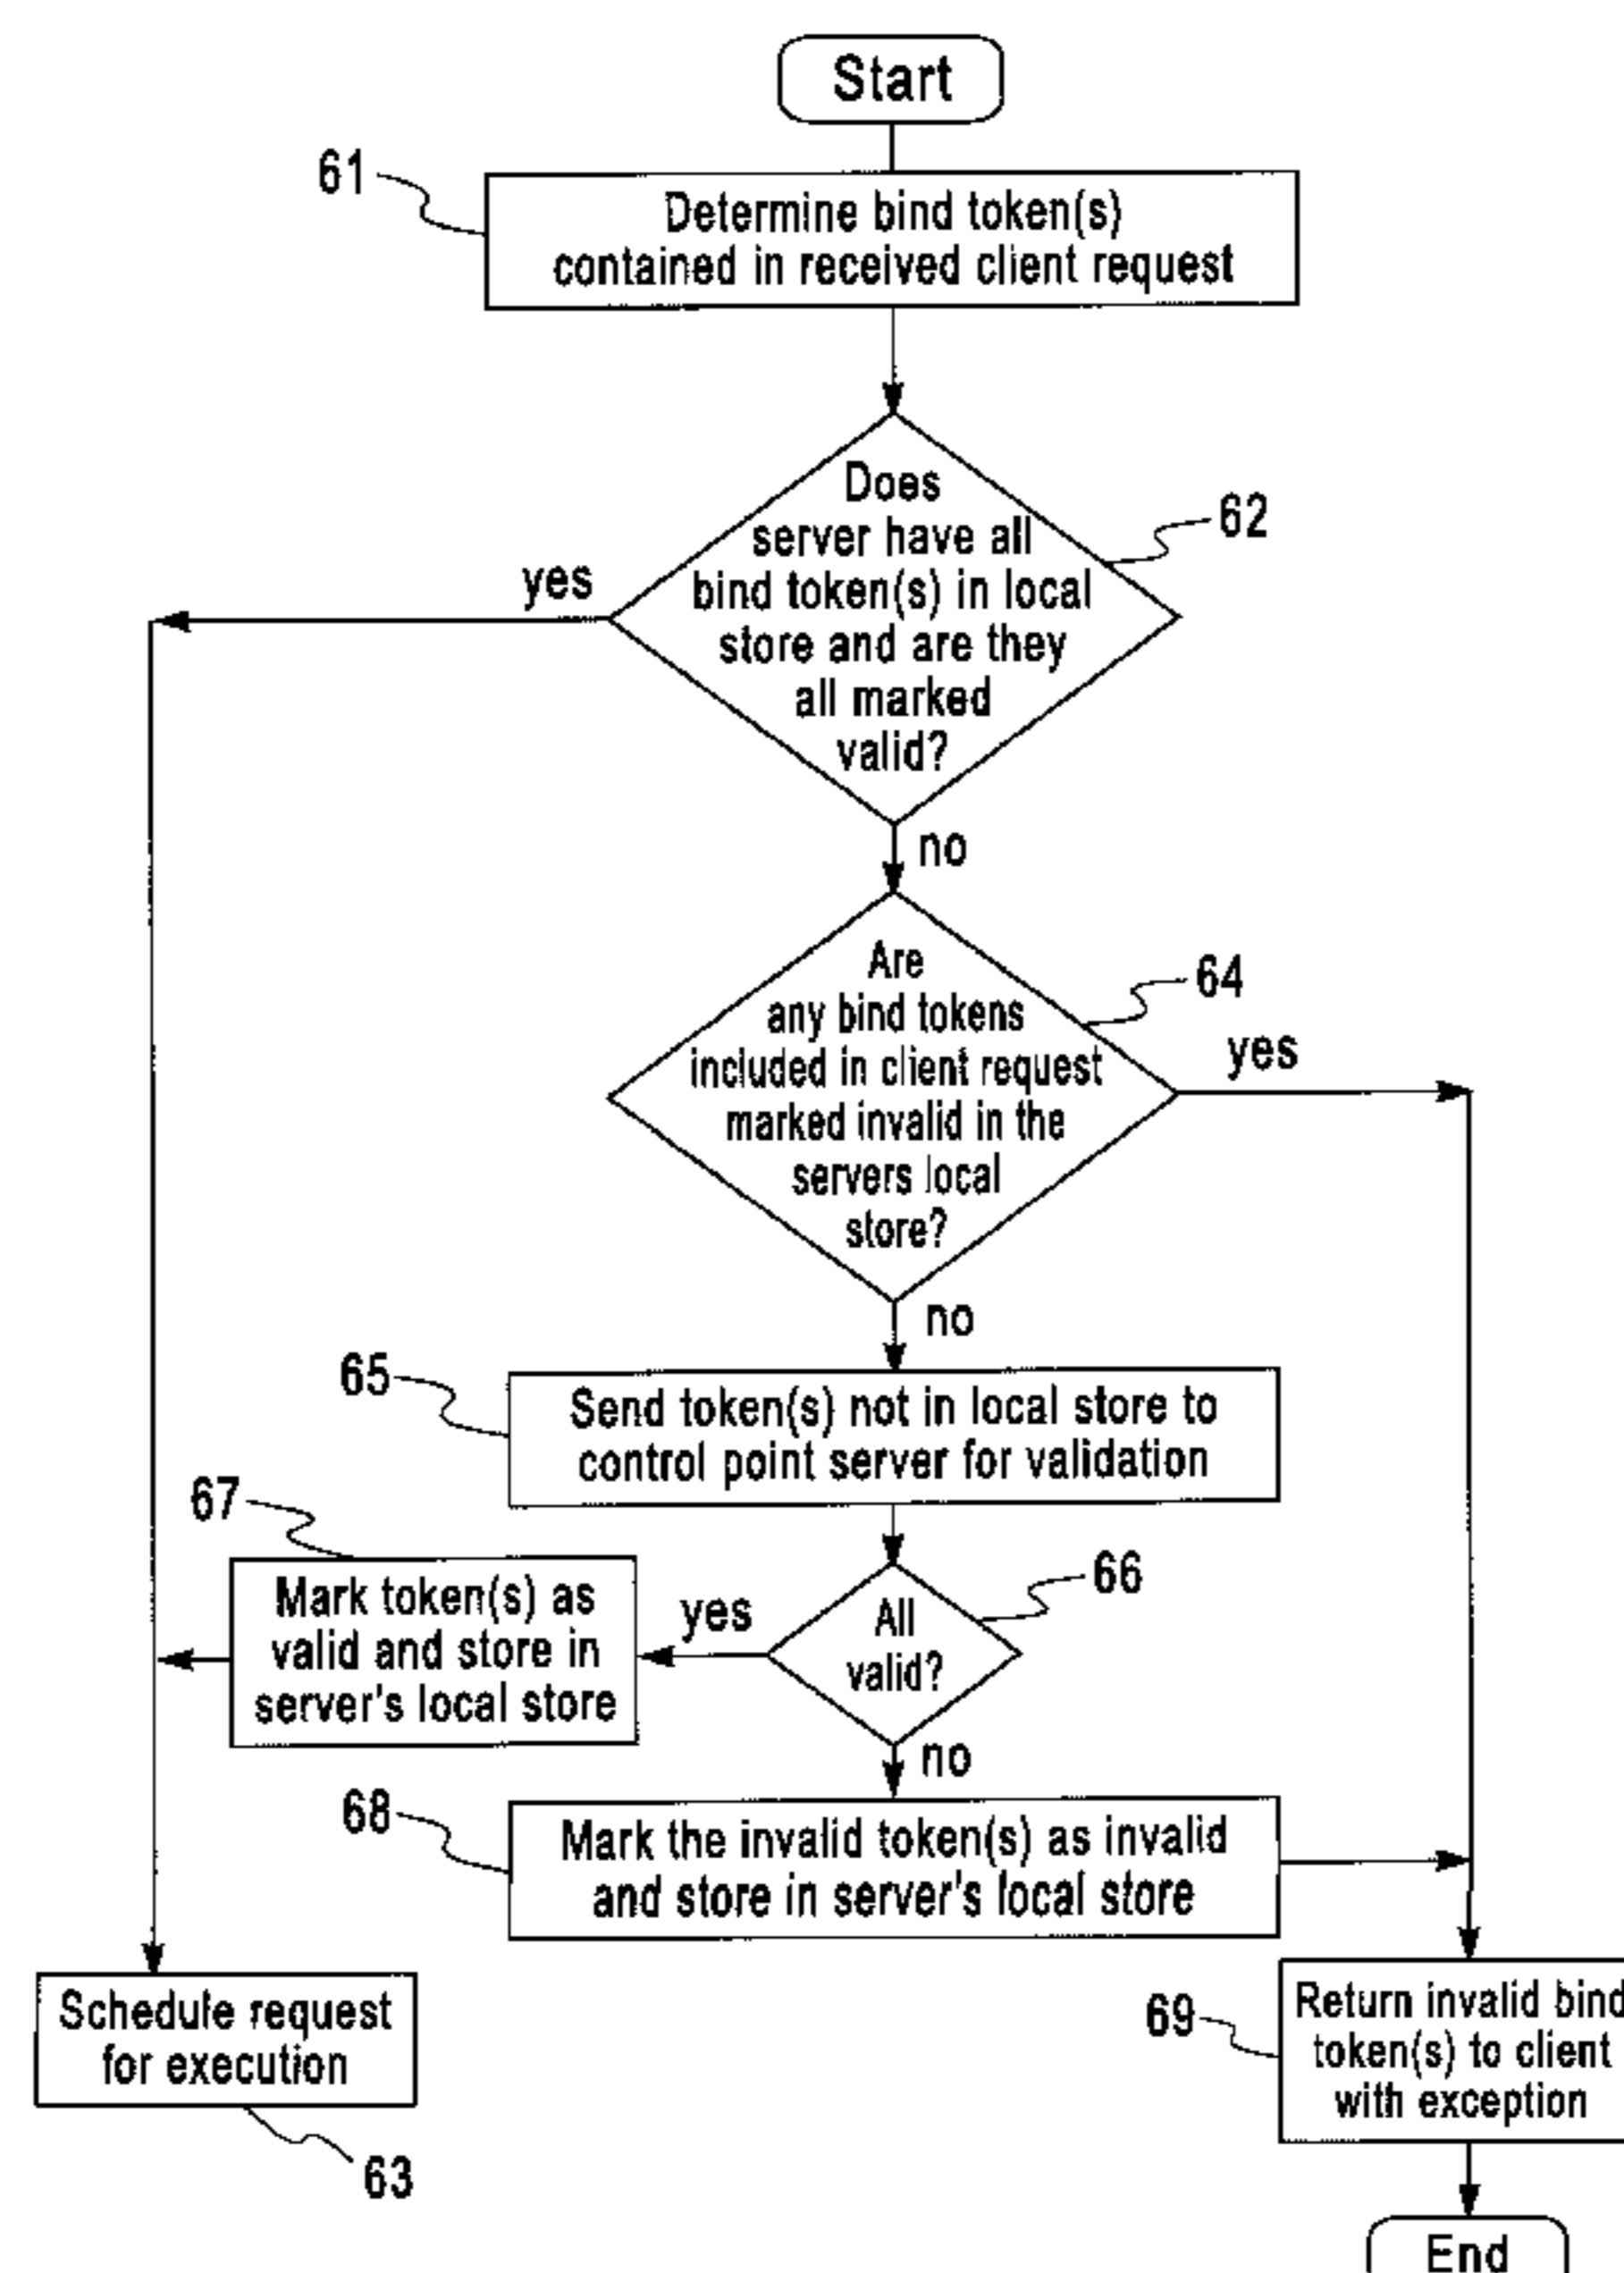 Start
61
Determine bind token(s)
contained in received client request
Does
server have all
bind token(s) in local
store and are they
all marked
valid?
62
yes
no
Are
any bind tokens
included in client request
marked invalid in the
servers local
store?
64
yes
no
65
Send token(s) not in local store to
control point server for validation
67
Mark token(s) as
valid and store in
server's local store
yes
All
valid?
66
no
68
Mark the invalid token(s) as invalid
and store in server's local store
Schedule request
for execution
63
69
Return invalid bind
token(s) to client
with exception
End